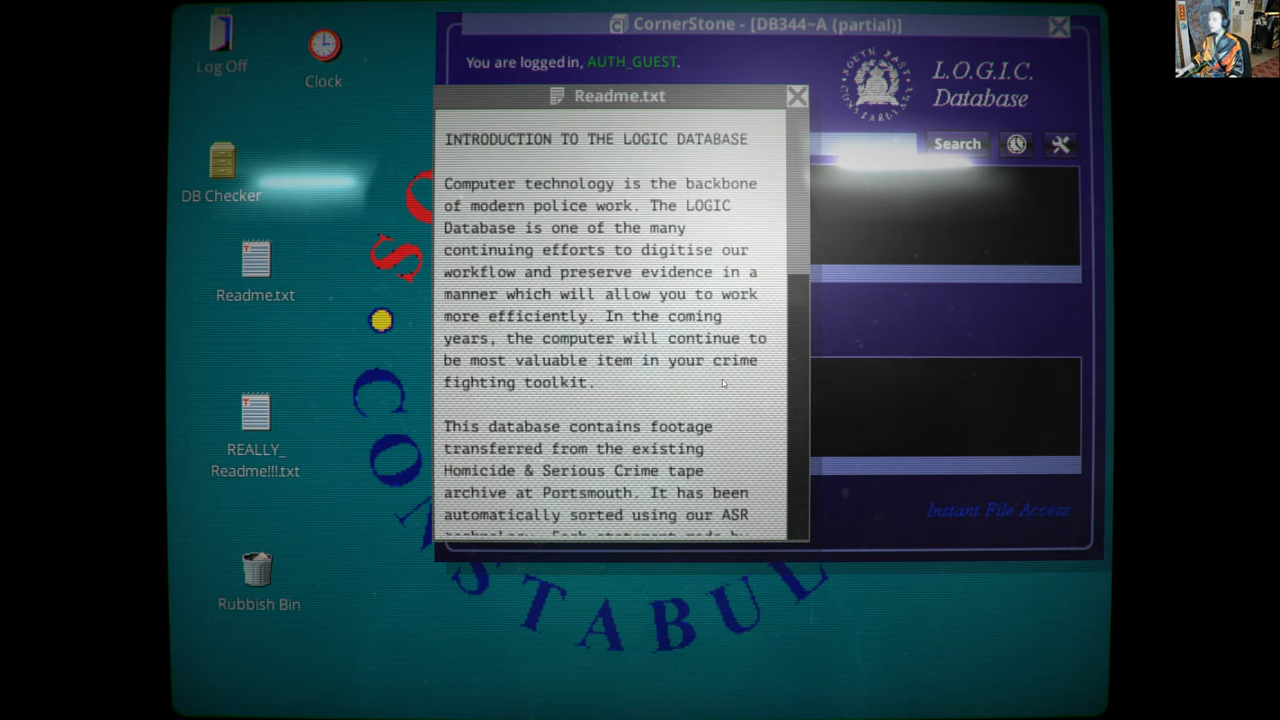 CornerStone - [DB344~A (partial)]
Log Off
Clock
You are logged in, AUTH_GUEST.
SOUTH EAST CONSTABULARY
L.O.G.I.C.
Database
Readme.txt
Search
DB Checker
INTRODUCTION TO THE LOGIC DATABASE
Computer technology is the backbone
of modern police work. The LOGIC
Database is one of the many
continuing efforts to digitise our
workflow and preserve evidence in a
manner which will allow you to work
more efficiently. In the coming
years, the computer will continue to
be most valuable item in your crime
fighting toolkit.
This database contains footage
transferred from the existing
Homicide & Serious Crime tape
archive at Portsmouth. It has been
automatically sorted using our ASR
Readme.txt
REALLY_
Readme!!!.txt
Rubbish Bin
Instant File Access
S
CO
STABUL